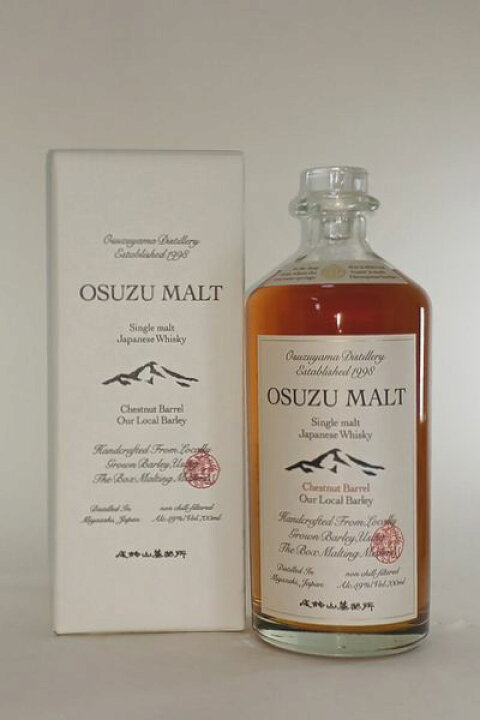 Osuzuyama Distillery
Established 1998
OSUZU MALT
Single malt
Japanese Whisky
Chestnut Barrel
Our Local Barley
Handcrafted From Locally
Grown Barley, Using
The Box Malting
Distilled In
Miyazaki, Japan
non chill-filtered
Alc.49%/Vol.700ml
尾鈴山蒸留所
Osuzuyama Distillery
Established 1998
OSUZU MALT
Single malt
Japanese Whisky
Chestnut Barrel
Our Local Barley
Handcrafted From Locally
Grown Barley, Using
The Box Malting
Distilled In
Miyazaki, Japan
non chill-filtered
Alc.49%/Vol.700ml
尾鈴山蒸留所